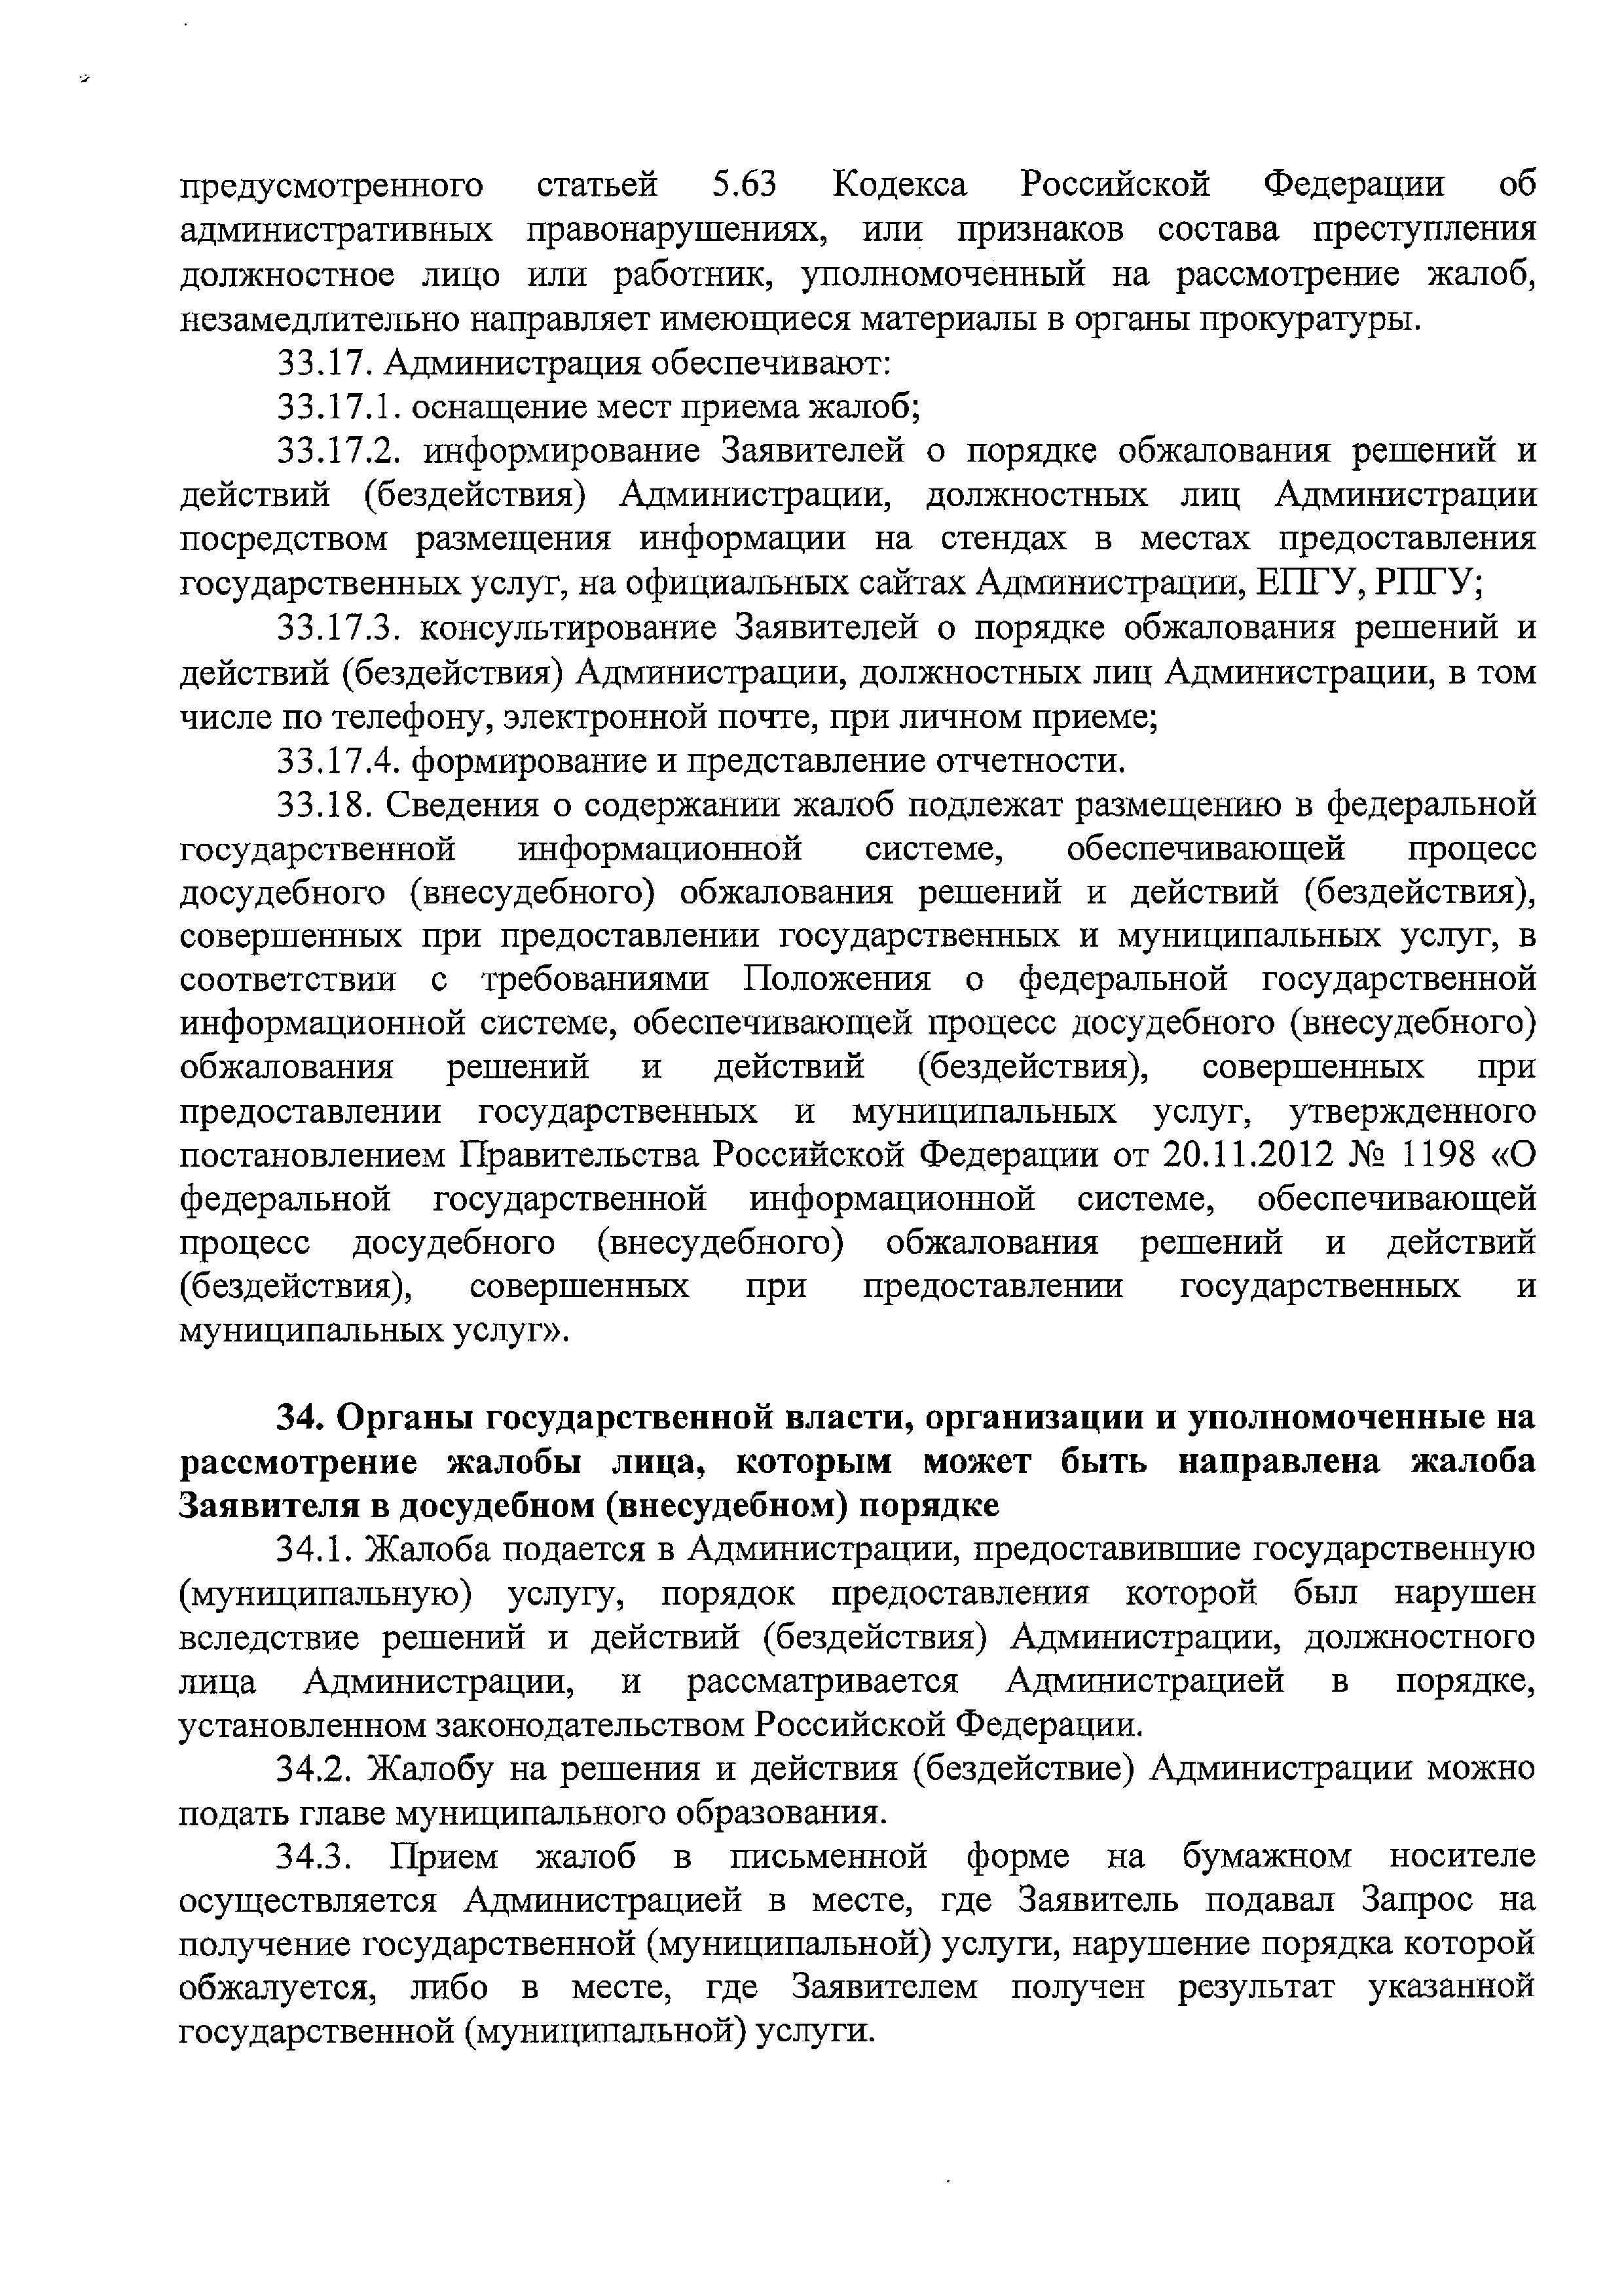 предусмотренного статьей 5.63 Кодекса Российской Федерации об
административных правонарушениях, или признаков состава преступления
должностное лицо или работник, уполномоченный на рассмотрение жалоб,
незамедлительно направляет имеющиеся материалы в органы прокуратуры.
33.17. Администрация обеспечивают:
33.17.1. оснащение мест приема жалоб;
33.17.2. информирование Заявителей о порядке обжалования решений и
действий (бездействия) Администрации, должностных лиц Администрации
посредством размещения информации на стендах в местах предоставления
государственных услуг, на официальных сайтах Администрации, ЕПГУ, РПГУ;
33.17.3. консультирование Заявителей о порядке обжалования решений и
действий (бездействия) Администрации, должностных лиц Администрации, в том
числе по телефону, электронной почте, при личном приеме;
33.17.4. формирование и представление отчетности.
33.18. Сведения о содержании жалоб подлежат размещению в федеральной
государственной информационной системе, обеспечивающей процесс
досудебного (внесудебного) обжалования решений и действий (бездействия),
совершенных при предоставлении государственных и муниципальных услуг, в
соответствии с требованиями Положения о федеральной государственной
информационной системе, обеспечивающей процесс досудебного (внесудебного)
обжалования решений и действий (бездействия), совершенных при
предоставлении государственных и муниципальных услуг, утвержденного
постановлением Правительства Российской Федерации от 20.11.2012 № 1198 «О
федеральной государственной информационной системе, обеспечивающей
процесс досудебного (внесудебного) обжалования решений и действий
(бездействия), совершенных при предоставлении государственных и
муниципальных услуг».
34. Органы государственной власти, организации и уполномоченные на
рассмотрение жалобы лица, которым может быть направлена жалоба
Заявителя в досудебном (внесудебном) порядке
34.1. Жалоба подается в Администрации, предоставившие государственную
(муниципальную) услугу, порядок предоставления которой был нарушен
вследствие решений и действий (бездействия) Администрации, должностного
лица Администрации, и рассматривается Администрацией в порядке,
установленном законодательством Российской Федерации.
34.2. Жалобу на решения и действия (бездействие) Администрации можно
подать главе муниципального образования.
34.3. Прием жалоб в письменной форме на бумажном носителе
осуществляется Администрацией в месте, где Заявитель подавал Запрос на
получение государственной (муниципальной) услуги, нарушение порядка которой
обжалуется, либо в месте, где Заявителем получен результат указанной
государственной (муниципальной) услуги.